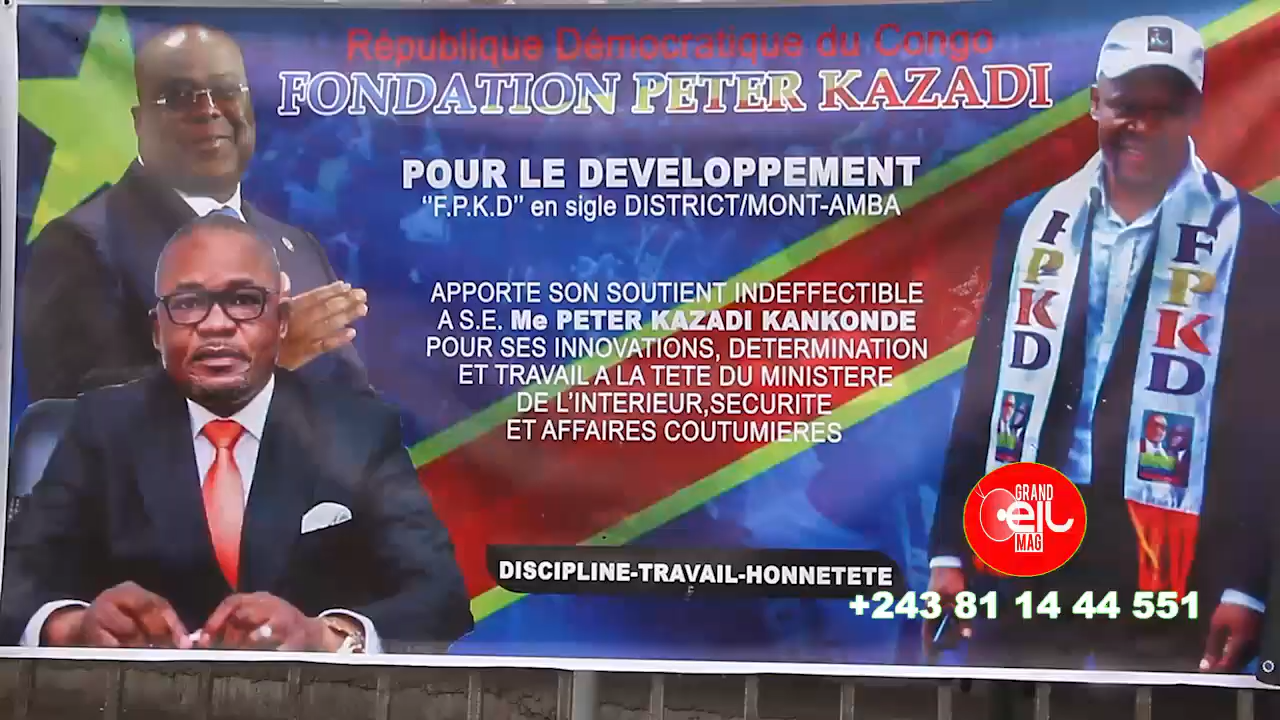 République Démocratique du Congo
FONDATION PETER KAZADI
POUR LE DEVELOPPEMENT
"F.P.K.D" en sigle DISTRICT/MONT-AMBA
APPORTE SON SOUTIENT INDEFFECTIBLE
A S.E. Me PETER KAZADI KANKONDE
POUR SES INNOVATIONS, DETERMINATION
ET TRAVAIL A LA TETE DU MINISTERE
DE L'INTERIEUR,SECURITE
ET AFFAIRES COUTUMIERES
DISCIPLINE-TRAVAIL-HONNETETE
FPKD
FPKD
GRAND
œil
MAG
+243 81 14 44 551